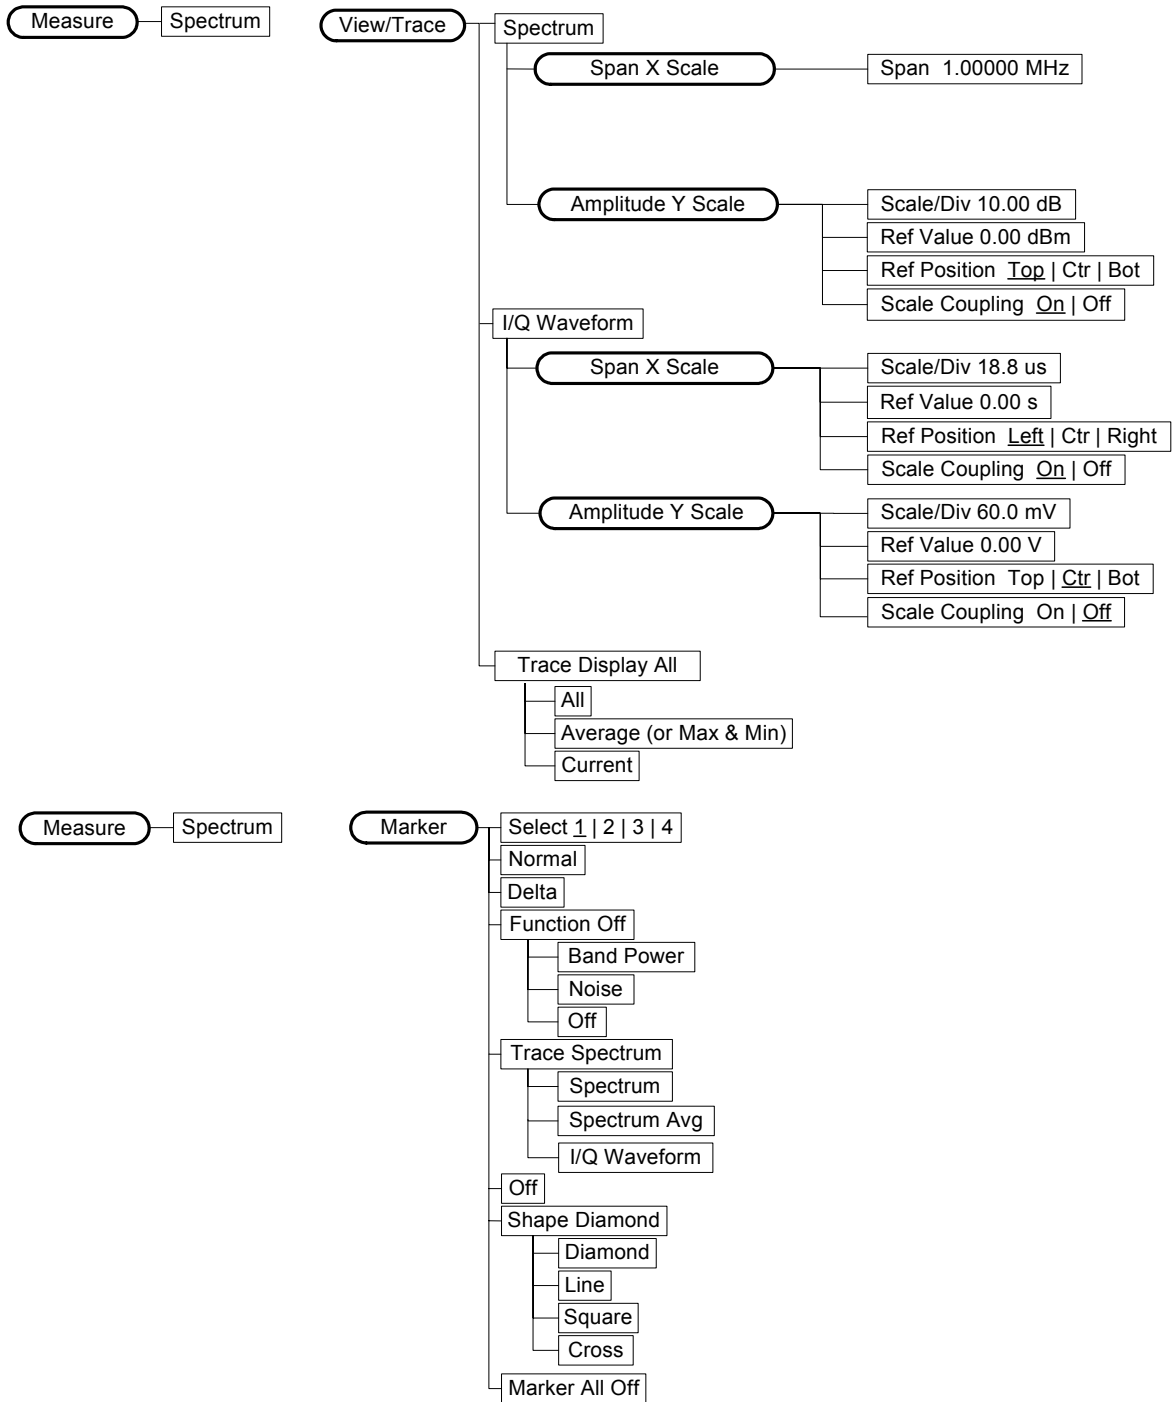 Measure
Spectrum
View/Trace
Spectrum
Span X Scale
Span 1.00000 MHz
Amplitude Y Scale
Scale/Div 10.00 dB
Ref Value 0.00 dBm
Ref Position Top | Ctr | Bot
Scale Coupling On | Off
I/Q Waveform
Span X Scale
Scale/Div 18.8 us
Ref Value 0.00 s
Ref Position Left | Ctr | Right
Scale Coupling On | Off
Amplitude Y Scale
Scale/Div 60.0 mV
Ref Value 0.00 V
Ref Position Top | Ctr | Bot
Scale Coupling On | Off
Trace Display All
All
Average (or Max & Min)
Current
Measure
Spectrum
Marker
Select 1 | 2 | 3 | 4
Normal
Delta
Function Off
Band Power
Noise
Off
Trace Spectrum
Spectrum
Spectrum Avg
I/Q Waveform
Off
Shape Diamond
Diamond
Line
Square
Cross
Marker All Off